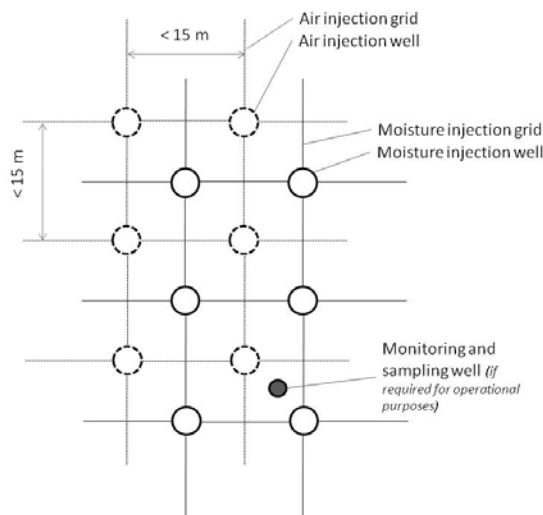 < 15 m
Air injection grid
Air injection well
< 15 m
Moisture injection grid
Moisture injection well
Monitoring and
sampling well (if
required for operational
purposes)